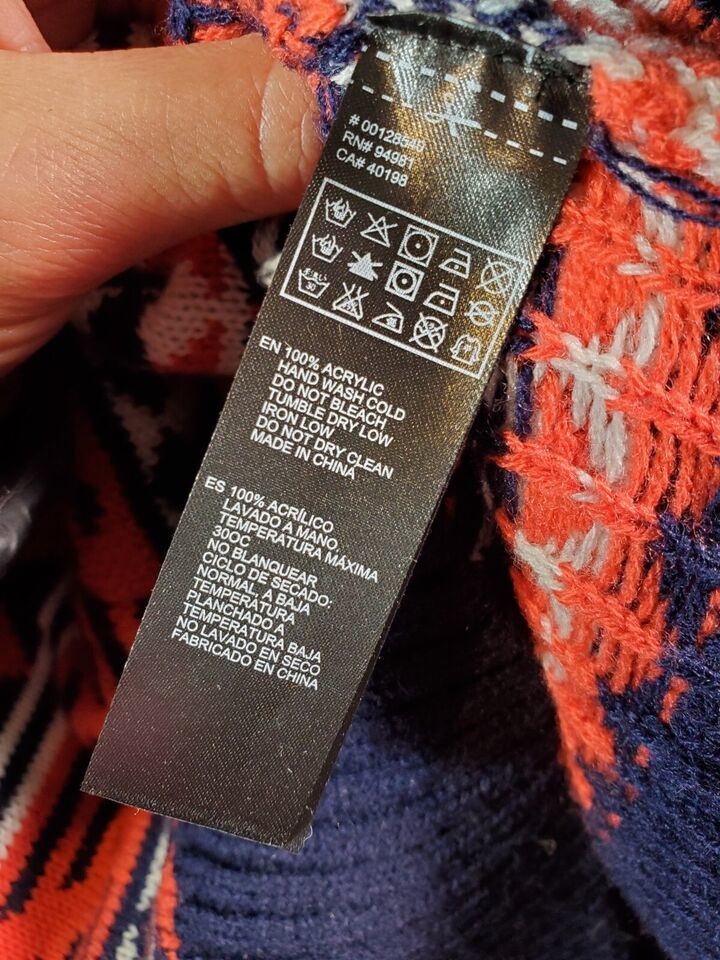 # 00128540
RN# 94981
CA# 40198
EN 100% ACRYLIC
HAND WASH COLD
DO NOT BLEACH
TUMBLE DRY LOW
IRON LOW
DO NOT DRY CLEAN
MADE IN CHINA
ES 100% ACRÍLICO
LAVADO A MANO
TEMPERATURA MÁXIMA
30OC
NO BLANQUEAR
CICLO DE SECADO:
NORMAL, A BAJA
TEMPERATURA
PLANCHADO A
TEMPERATURA BAJA
NO LAVADO EN SECO
FABRICADO EN CHINA